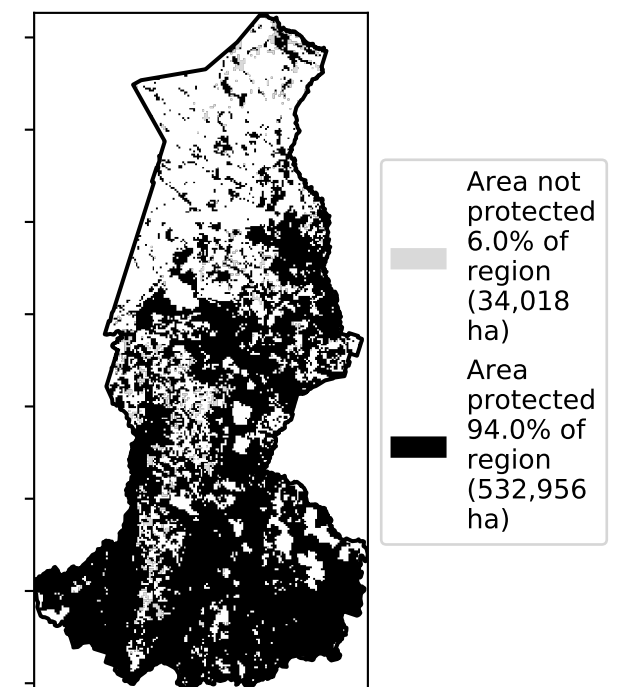 Area not
protected
6.0% of
region
(34,018
ha)
Area
protected
94.0% of
region
(532,956
ha)